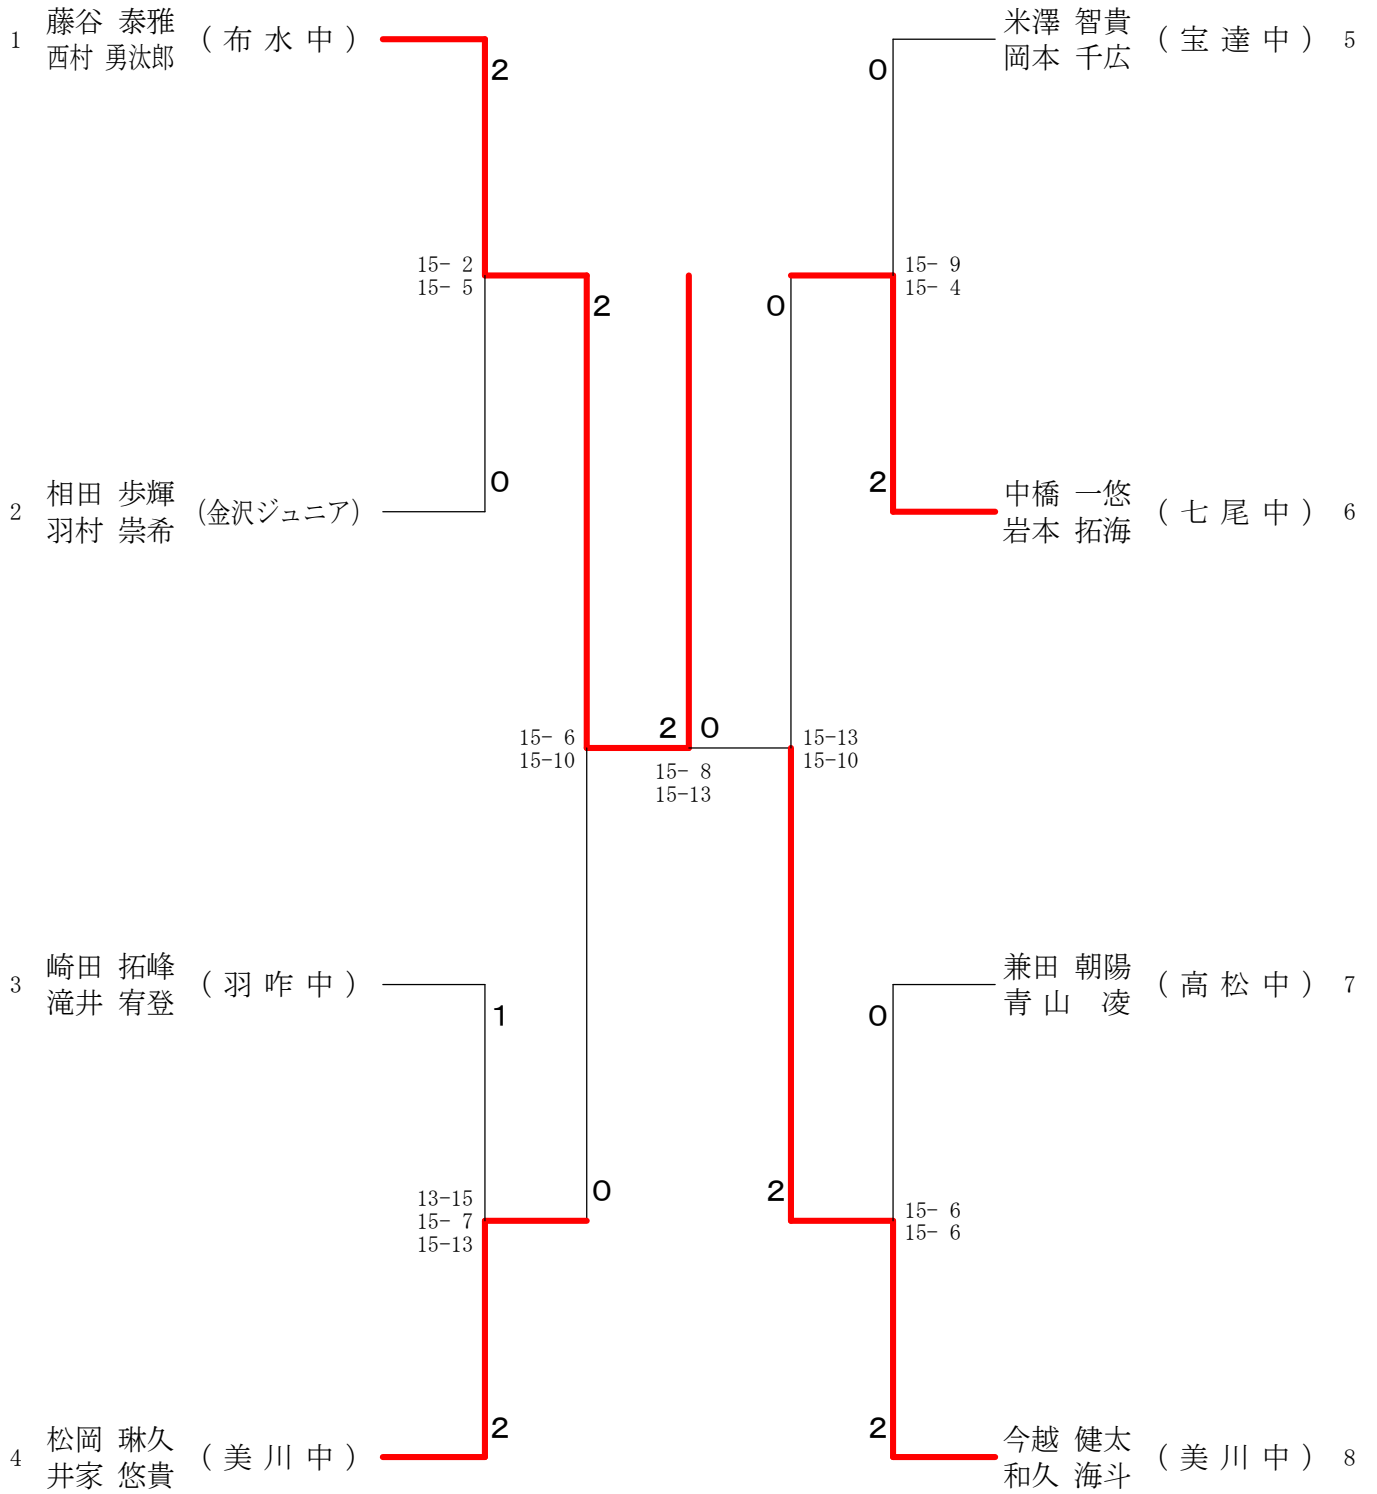 1 藤谷 泰雅
西村 勇汰郎
( 布 水 中 )
2
15- 2
15- 5
0
2 相田 歩輝
羽村 崇希
(金沢ジュニア)
2
15- 6
15-10
3 崎田 拓峰
滝井 宥登
( 羽 咋 中 )
1
13-15
15- 7
15-13
0
2
4 松岡 琳久
井家 悠貴
( 美 川 中 )
2 0
15- 8
15-13
米澤 智貴
岡本 千広
( 宝 達 中 ) 5
0
15- 9
15- 4
0
2
中橋 一悠
岩本 拓海
( 七 尾 中 ) 6
15-13
15-10
兼田 朝陽
青 山 凌
( 高 松 中 ) 7
0
15- 6
15- 6
2
2
今越 健太
和久 海斗
( 美 川 中 ) 8